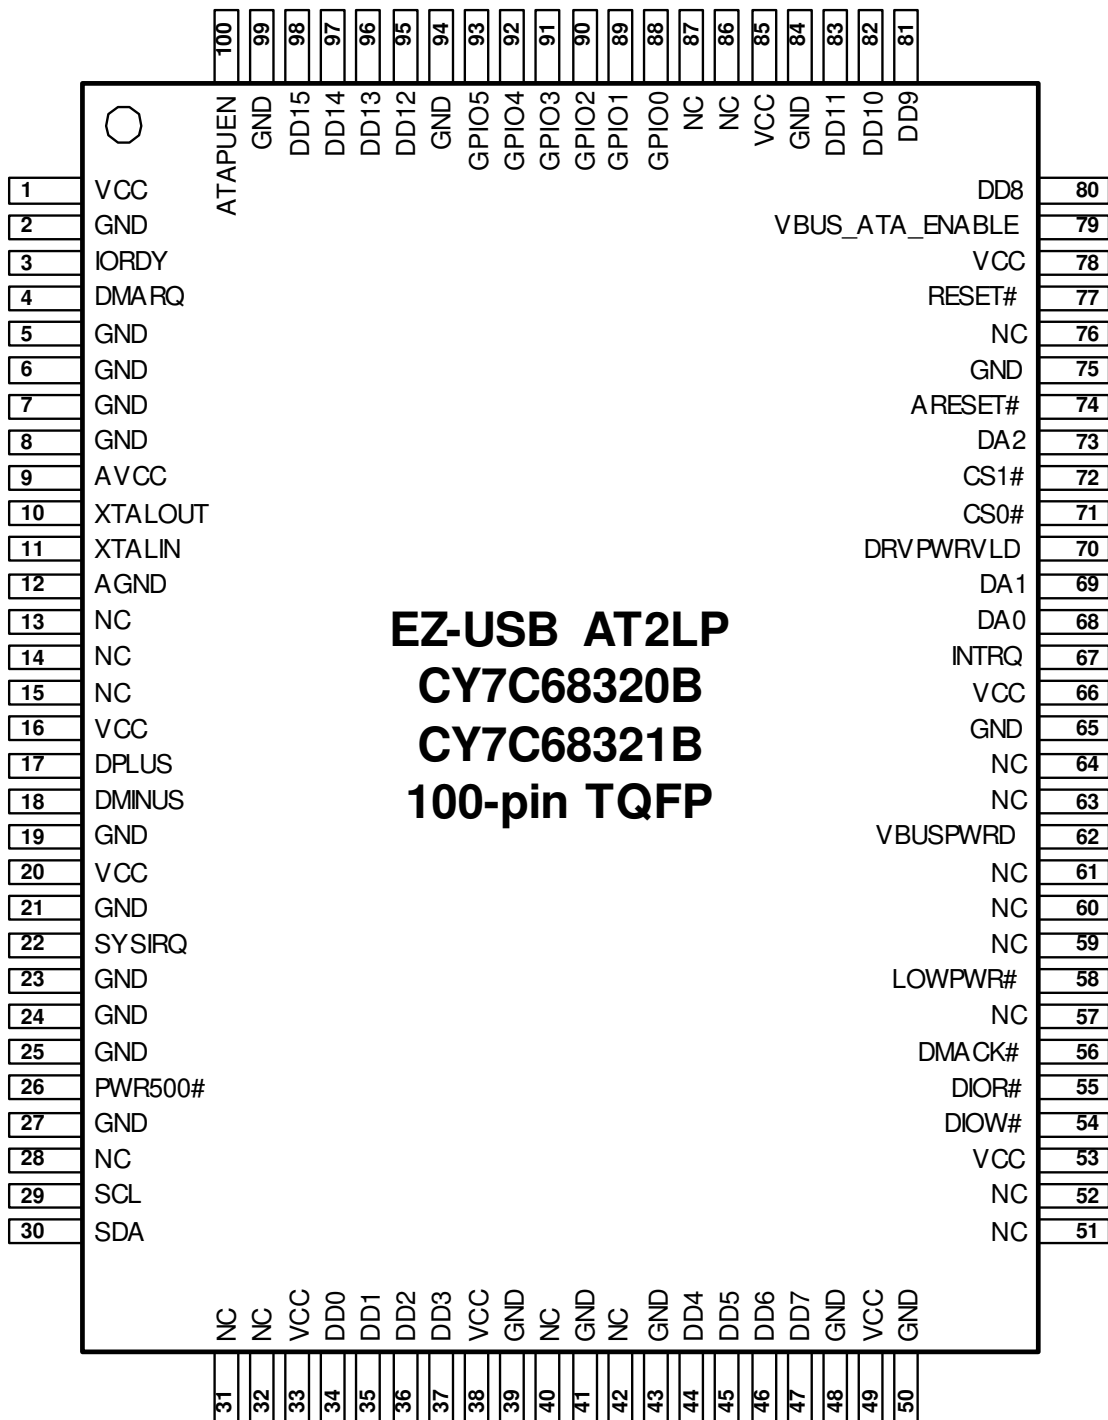 100 99 98 97 96 95 94 93 92 91 90 89 88 87 86 85 84 83 82 81
ATAPUEN GND DD15 DD14 DD13 DD12 GND GPIO5 GPIO4 GPIO3 GPIO2 GPIO1 GPIO0 NC NC VCC GND DD11 DD10 DD9
1 VCC DD8 80
2 GND VBUS_ATA_ENABLE 79
3 IORDY VCC 78
4 DMARQ RESET# 77
5 GND NC 76
6 GND GND 75
7 GND ARESET# 74
8 GND DA2 73
9 AVCC CS1# 72
10 XTALOUT CS0# 71
11 XTALIN DRVPWRVLD 70
12 AGND DA1 69
13 NC DA0 68
14 NC INTRQ 67
15 NC VCC 66
16 VCC GND 65
17 DPLUS NC 64
18 DMINUS NC 63
19 GND VBUSPWRD 62
20 VCC NC 61
21 GND NC 60
22 SYSIRQ NC 59
23 GND LOWPWR# 58
24 GND NC 57
25 GND DMACK# 56
26 PWR500# DIOR# 55
27 GND DIOW# 54
28 NC VCC 53
29 SCL NC 52
30 SDA NC 51
EZ-USB AT2LP
CY7C68320B
CY7C68321B
100-pin TQFP
NC NC VCC DD0 DD1 DD2 DD3 VCC GND NC GND NC GND DD4 DD5 DD6 DD7 GND VCC GND
31 32 33 34 35 36 37 38 39 40 41 42 43 44 45 46 47 48 49 50